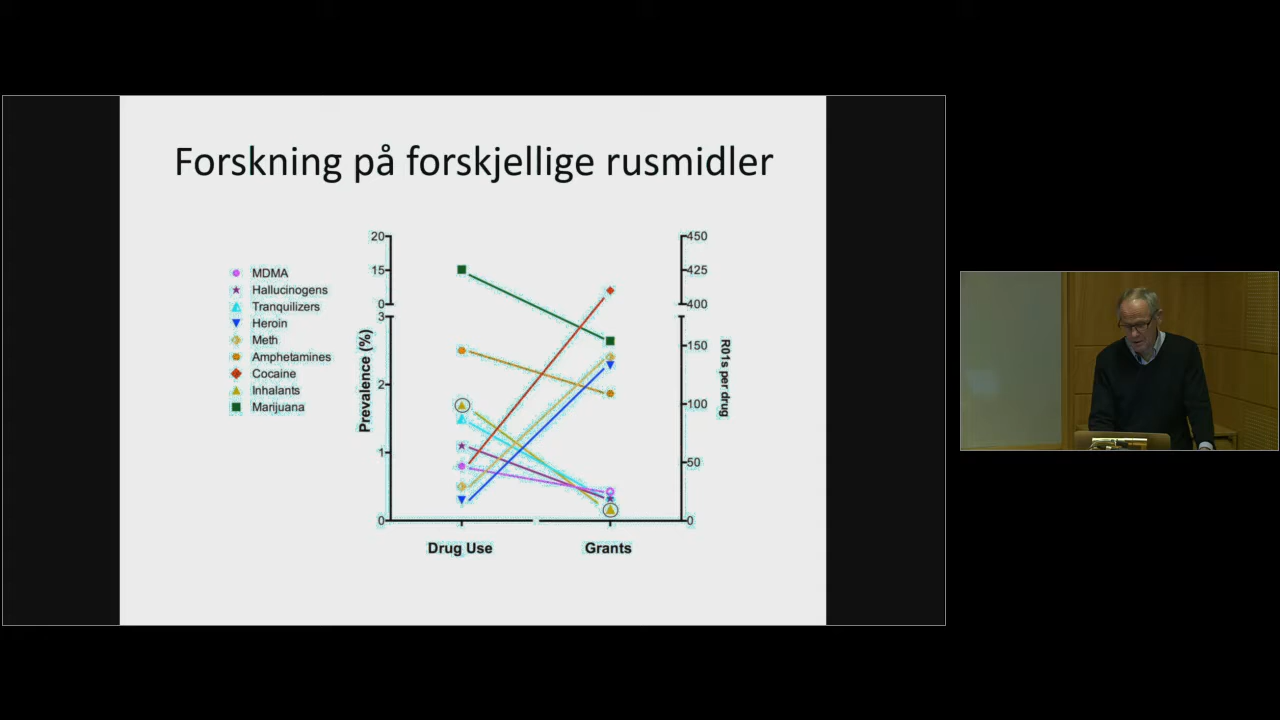 Forskning på forskjellige rusmidler
MDMA
Hallucinogens
Tranquilizers
Heroin
Meth
Amphetamines
Cocaine
Inhalants
Marijuana
Prevalence (%)
20
15
0
3
2
1
0
450
425
400
150
100
50
0
R01s per drug
Drug Use
Grants